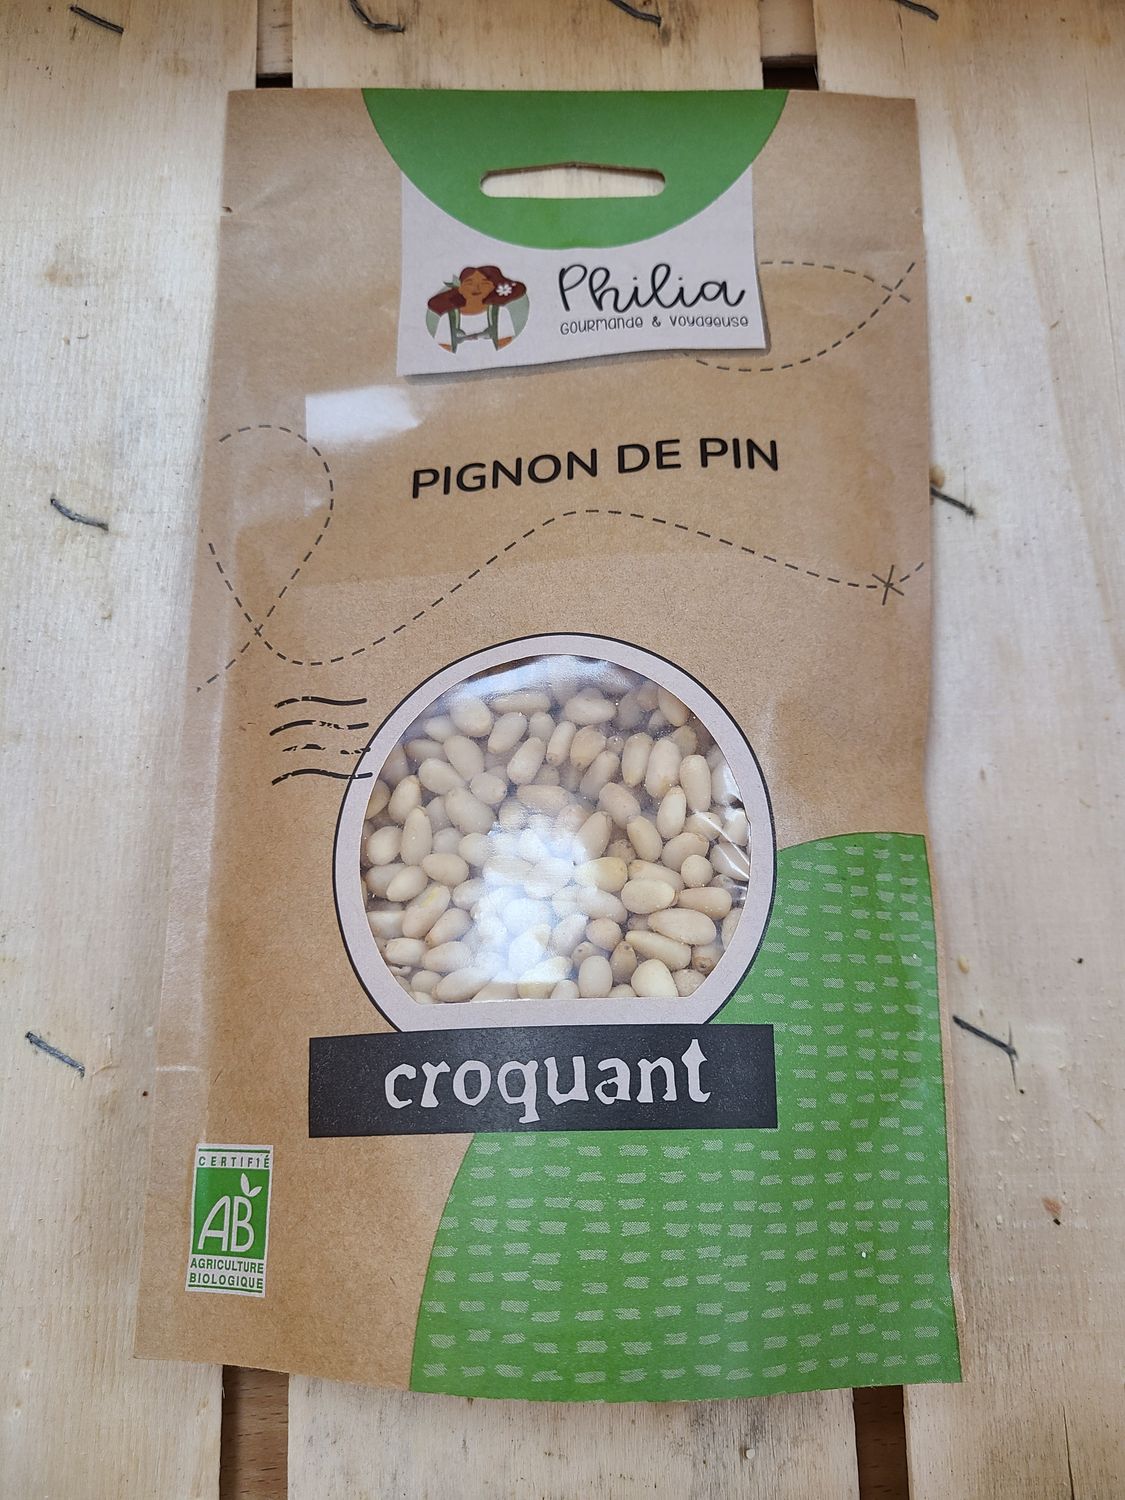 Philia
GOURMANDE & VOYAGEUSE
PIGNON DE PIN
croquant
CERTIFIÉ
AB
AGRICULTURE
BIOLOGIQUE